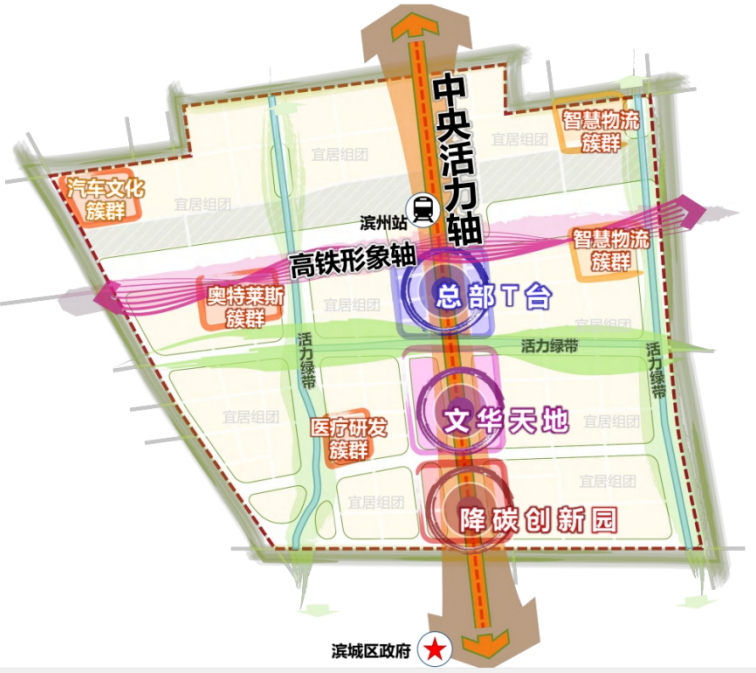 中央活力轴
宜居组团
宜居组团
智慧物流
簇群
汽车文化
簇群
宜居组团
滨州站
高铁形象轴
智慧物流
簇群
奥特莱斯
簇群
宜居组团
总部T台
宜居组团
活力绿带
活力绿带
活力绿带
宜居组团
医疗研发
簇群
文华天地
宜居组团
宜居组团
宜居组团
降碳创新园
滨城区政府